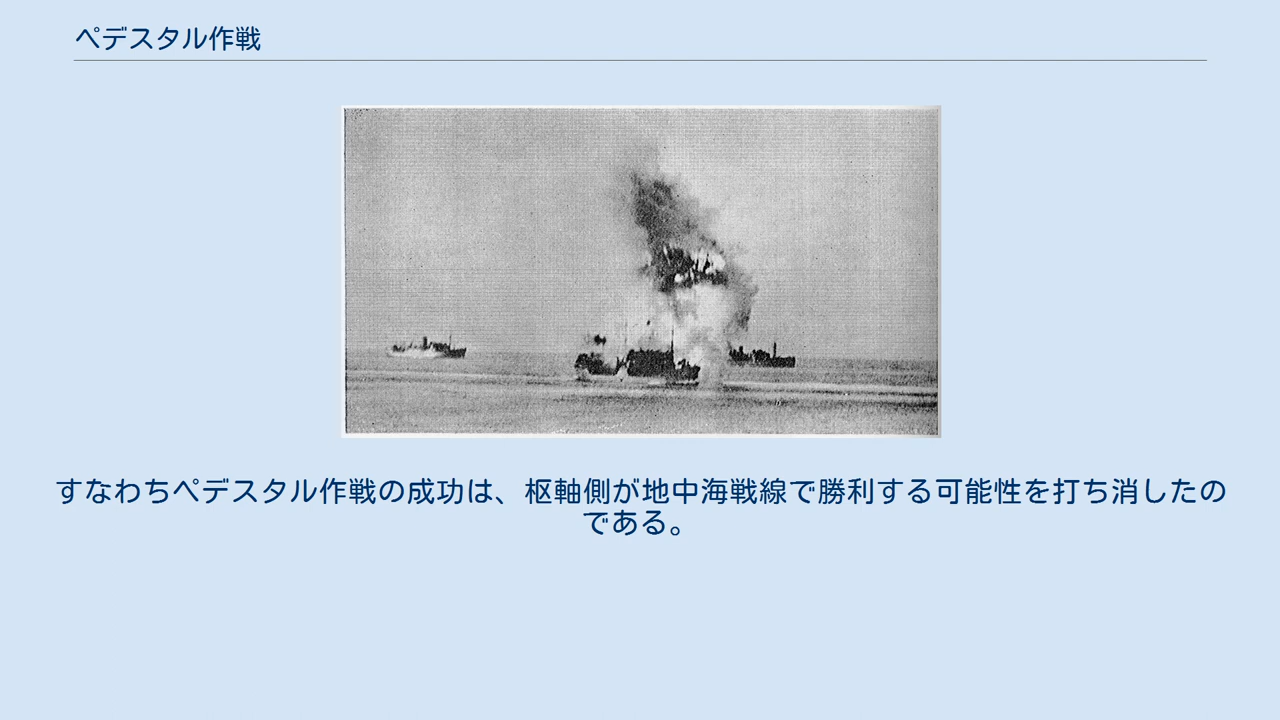 ペデスタル作戦
すなわちペデスタル作戦の成功は、枢軸側が地中海戦線で勝利する可能性を打ち消したの
である。